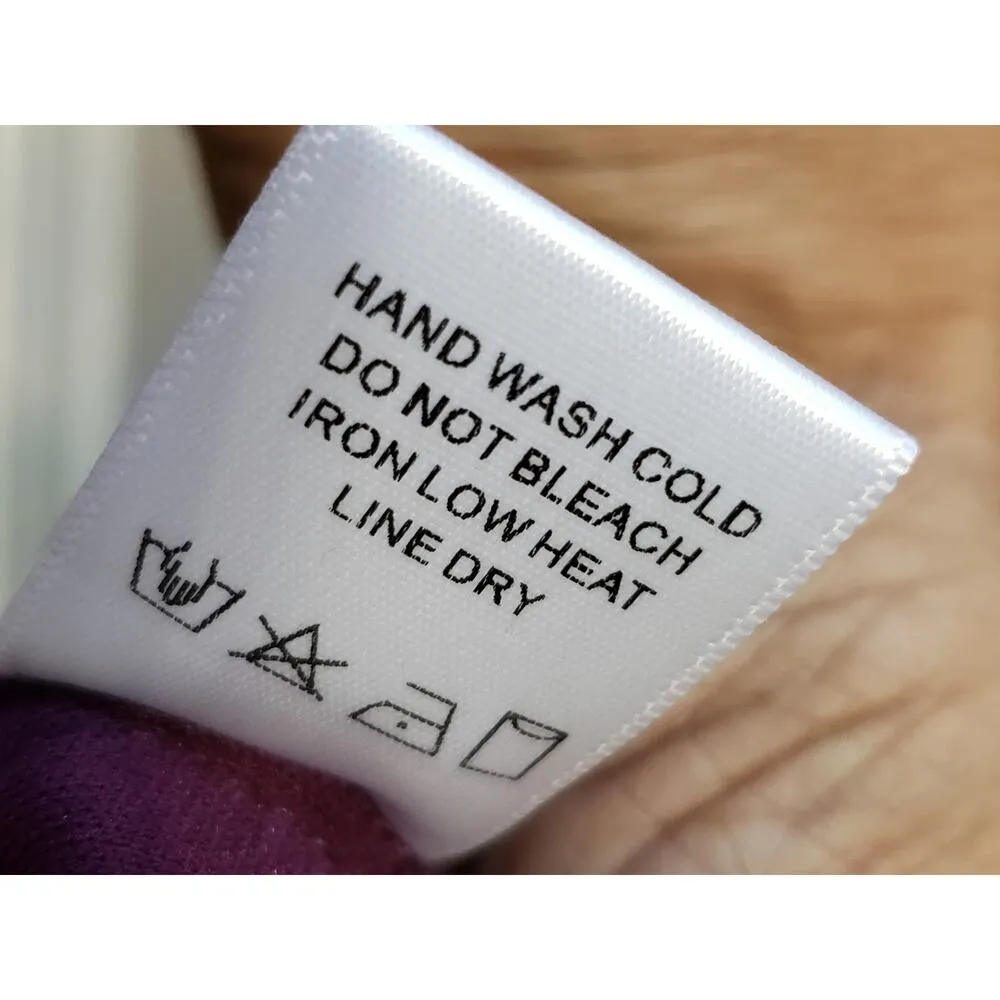 HAND WASH COLD
DO NOT BLEACH
IRON LOW HEAT
LINE DRY